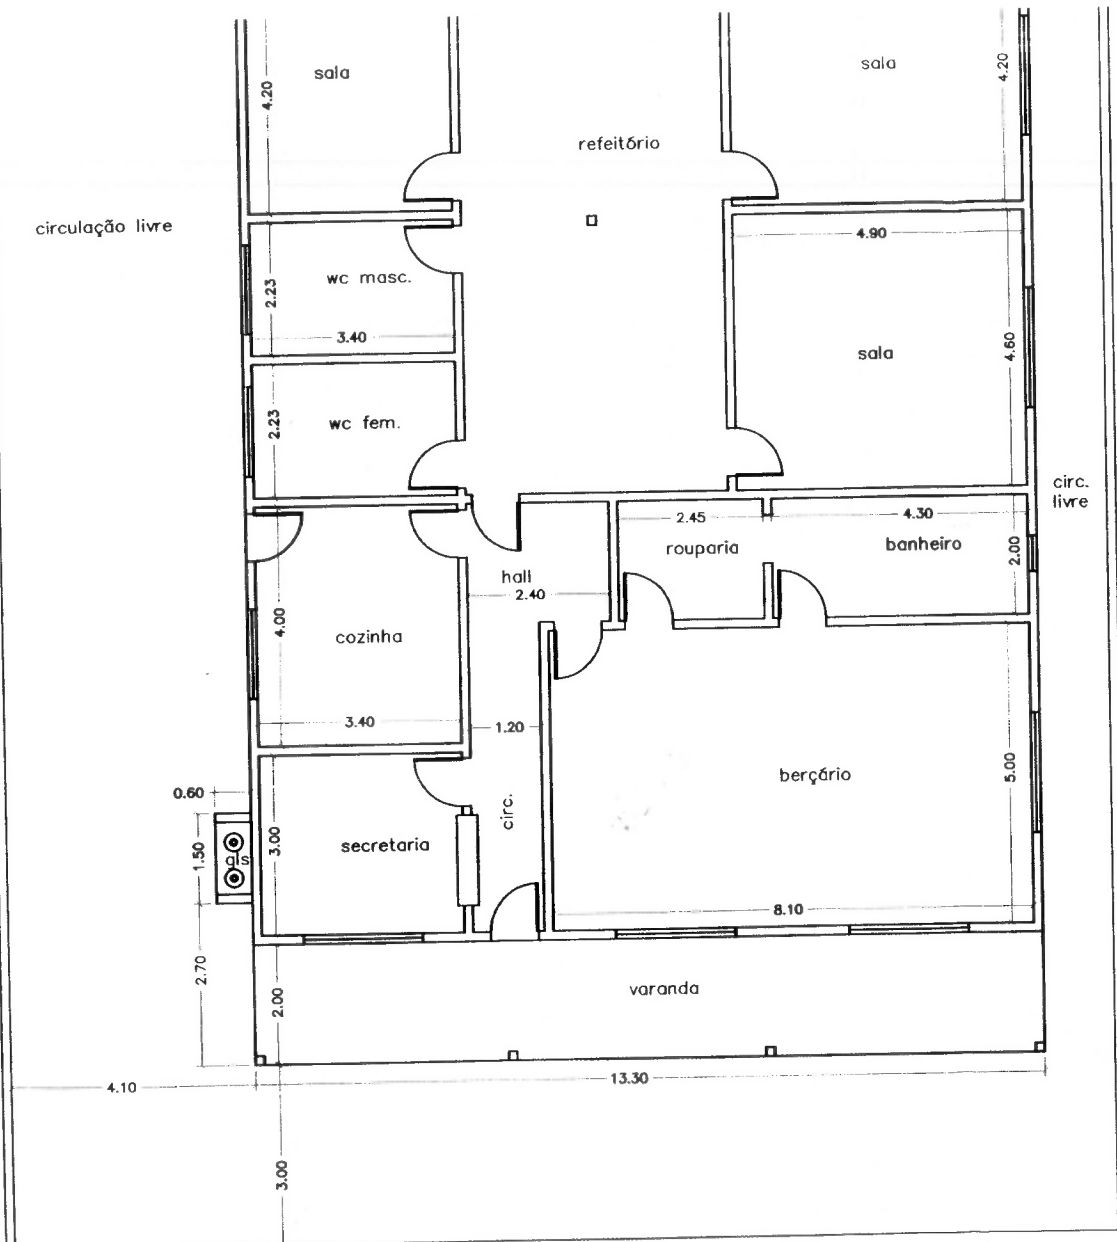 sala
4.20
sala
4.20
refeitório
circulação livre
4.90
wc masc.
2.23
3.40
sala
4.60
wc fem.
2.23
circ.
livre
2.45
4.30
rouparia
banheiro
2.00
hall
2.40
4.00
cozinha
3.40
1.20
berçário
5.00
0.60
circ.
1.50
gls
3.00
secretaria
8.10
2.70
2.00
varanda
4.10
13.30
3.00